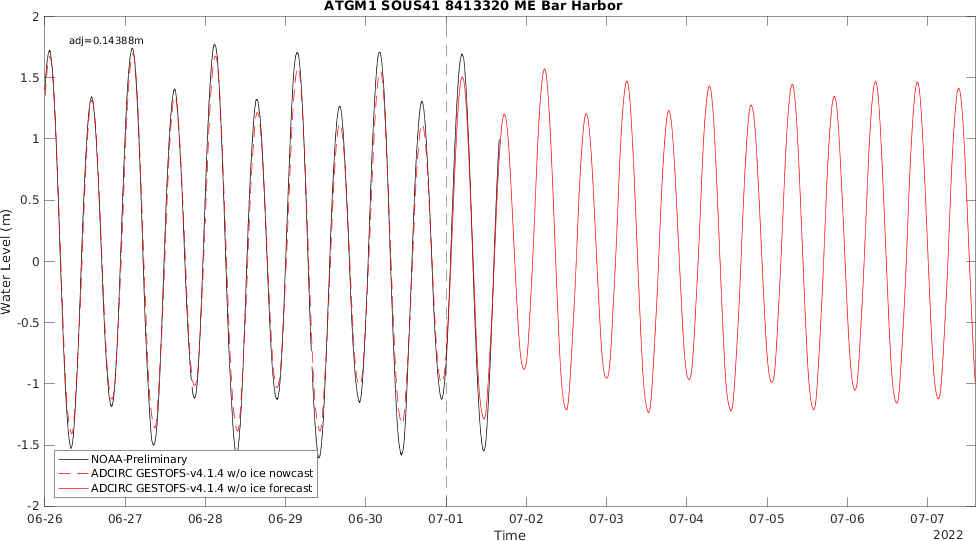 ATGM1 SOUS41 8413320 ME Bar Harbor
adj=0.14388m
2
1.5
1
0.5
0
-0.5
-1
-1.5
-2
Water Level (m)
NOAA-Preliminary
ADCIRC GESTOFS-v4.1.4 w/o ice nowcast
ADCIRC GESTOFS-v4.1.4 w/o ice forecast
06-26 06-27 06-28 06-29 06-30 07-01 07-02 07-03 07-04 07-05 07-06 07-07
Time
2022